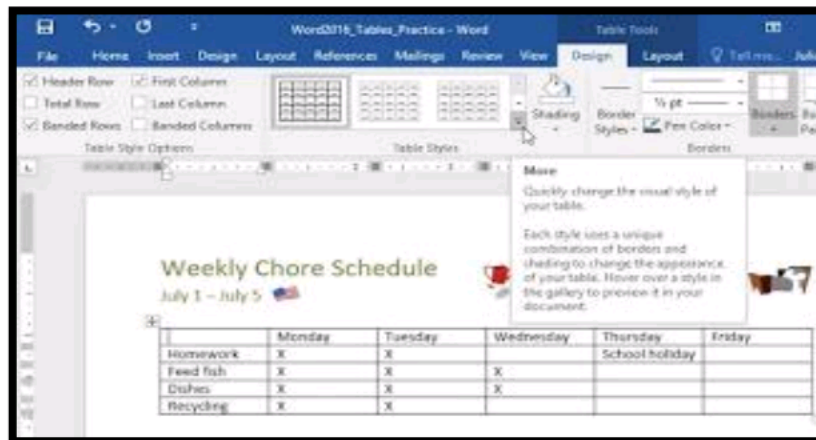 Word2016_Tables_Practice - Word Table Tools
File Home Insert Design Layout References Mailings Review View Design Layout Tell me...
Header Row First Column
Total Row Last Column
Banded Rows Banded Columns
Table Style Options
Table Styles
Shading
Border Styles
½ pt
Pen Color
Borders
Borders
More
Quickly change the visual style of
your table.
Each style uses a unique
combination of borders and
shading to change the appearance
of your table. Hover over a style in
the gallery to preview it in your
document.
Weekly Chore Schedule
July 1 – July 5
Monday Tuesday Wednesday Thursday Friday
Homework X X School holiday
Feed fish X X X
Dishes X X X
Recycling X X